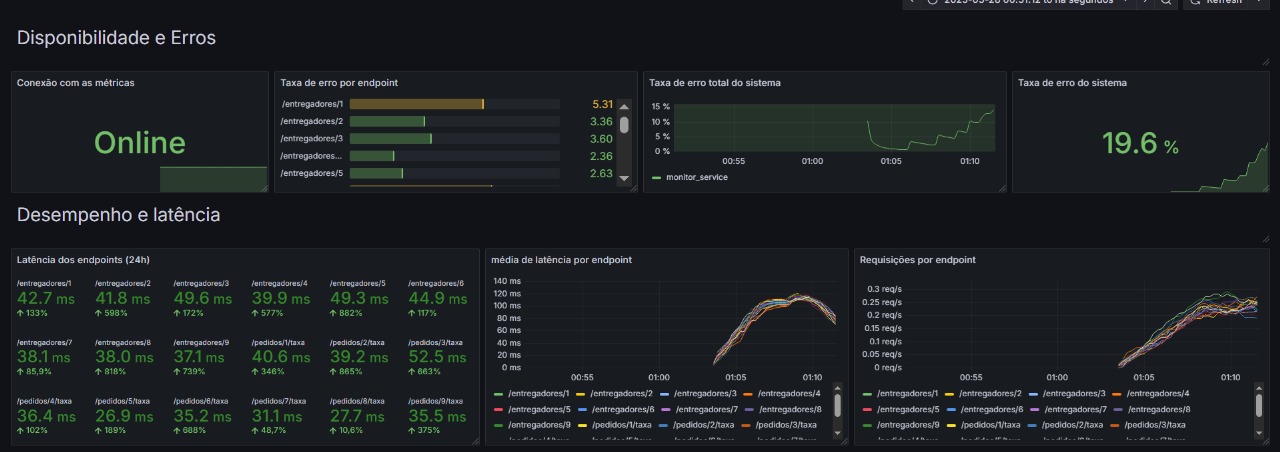 Refresh
Disponibilidade e Erros
Conexão com as métricas
Online
Taxa de erro por endpoint
/entregadores/1 5.31
/entregadores/2 3.36
/entregadores/3 3.60
/entregadores... 2.36
/entregadores/5 2.63
Taxa de erro total do sistema
15 %
10 %
5 %
0 %
00:55 01:00 01:05 01:10
monitor_service
Taxa de erro do sistema
19.6 %
Desempenho e latência
Latência dos endpoints (24h)
/entregadores/1 /entregadores/2 /entregadores/3 /entregadores/4 /entregadores/5 /entregadores/6
42.7 ms 41.8 ms 49.6 ms 39.9 ms 49.3 ms 44.9 ms
133% 598% 172% 577% 882% 117%
/entregadores/7 /entregadores/8 /entregadores/9 /pedidos/1/taxa /pedidos/2/taxa /pedidos/3/taxa
38.1 ms 38.0 ms 37.1 ms 40.6 ms 39.2 ms 52.5 ms
85,9% 818% 739% 346% 865% 663%
/pedidos/4/taxa /pedidos/5/taxa /pedidos/6/taxa /pedidos/7/taxa /pedidos/8/taxa /pedidos/9/taxa
36.4 ms 26.9 ms 35.2 ms 31.1 ms 27.7 ms 35.5 ms
102% 189% 688% 48,7% 10,6% 375%
média de latência por endpoint
140 ms
120 ms
100 ms
80 ms
60 ms
40 ms
20 ms
0 ms
00:55 01:00 01:05 01:10
/entregadores/1 /entregadores/2 /entregadores/3 /entregadores/4
/entregadores/5 /entregadores/6 /entregadores/7 /entregadores/8
/entregadores/9 /pedidos/1/taxa /pedidos/2/taxa /pedidos/3/taxa
Requisições por endpoint
0.3 req/s
0.25 req/s
0.2 req/s
0.15 req/s
0.1 req/s
0.05 req/s
0 req/s
00:55 01:00 01:05 01:10
/entregadores/1 /entregadores/2 /entregadores/3 /entregadores/4
/entregadores/5 /entregadores/6 /entregadores/7 /entregadores/8
/entregadores/9 /pedidos/1/taxa /pedidos/2/taxa /pedidos/3/taxa